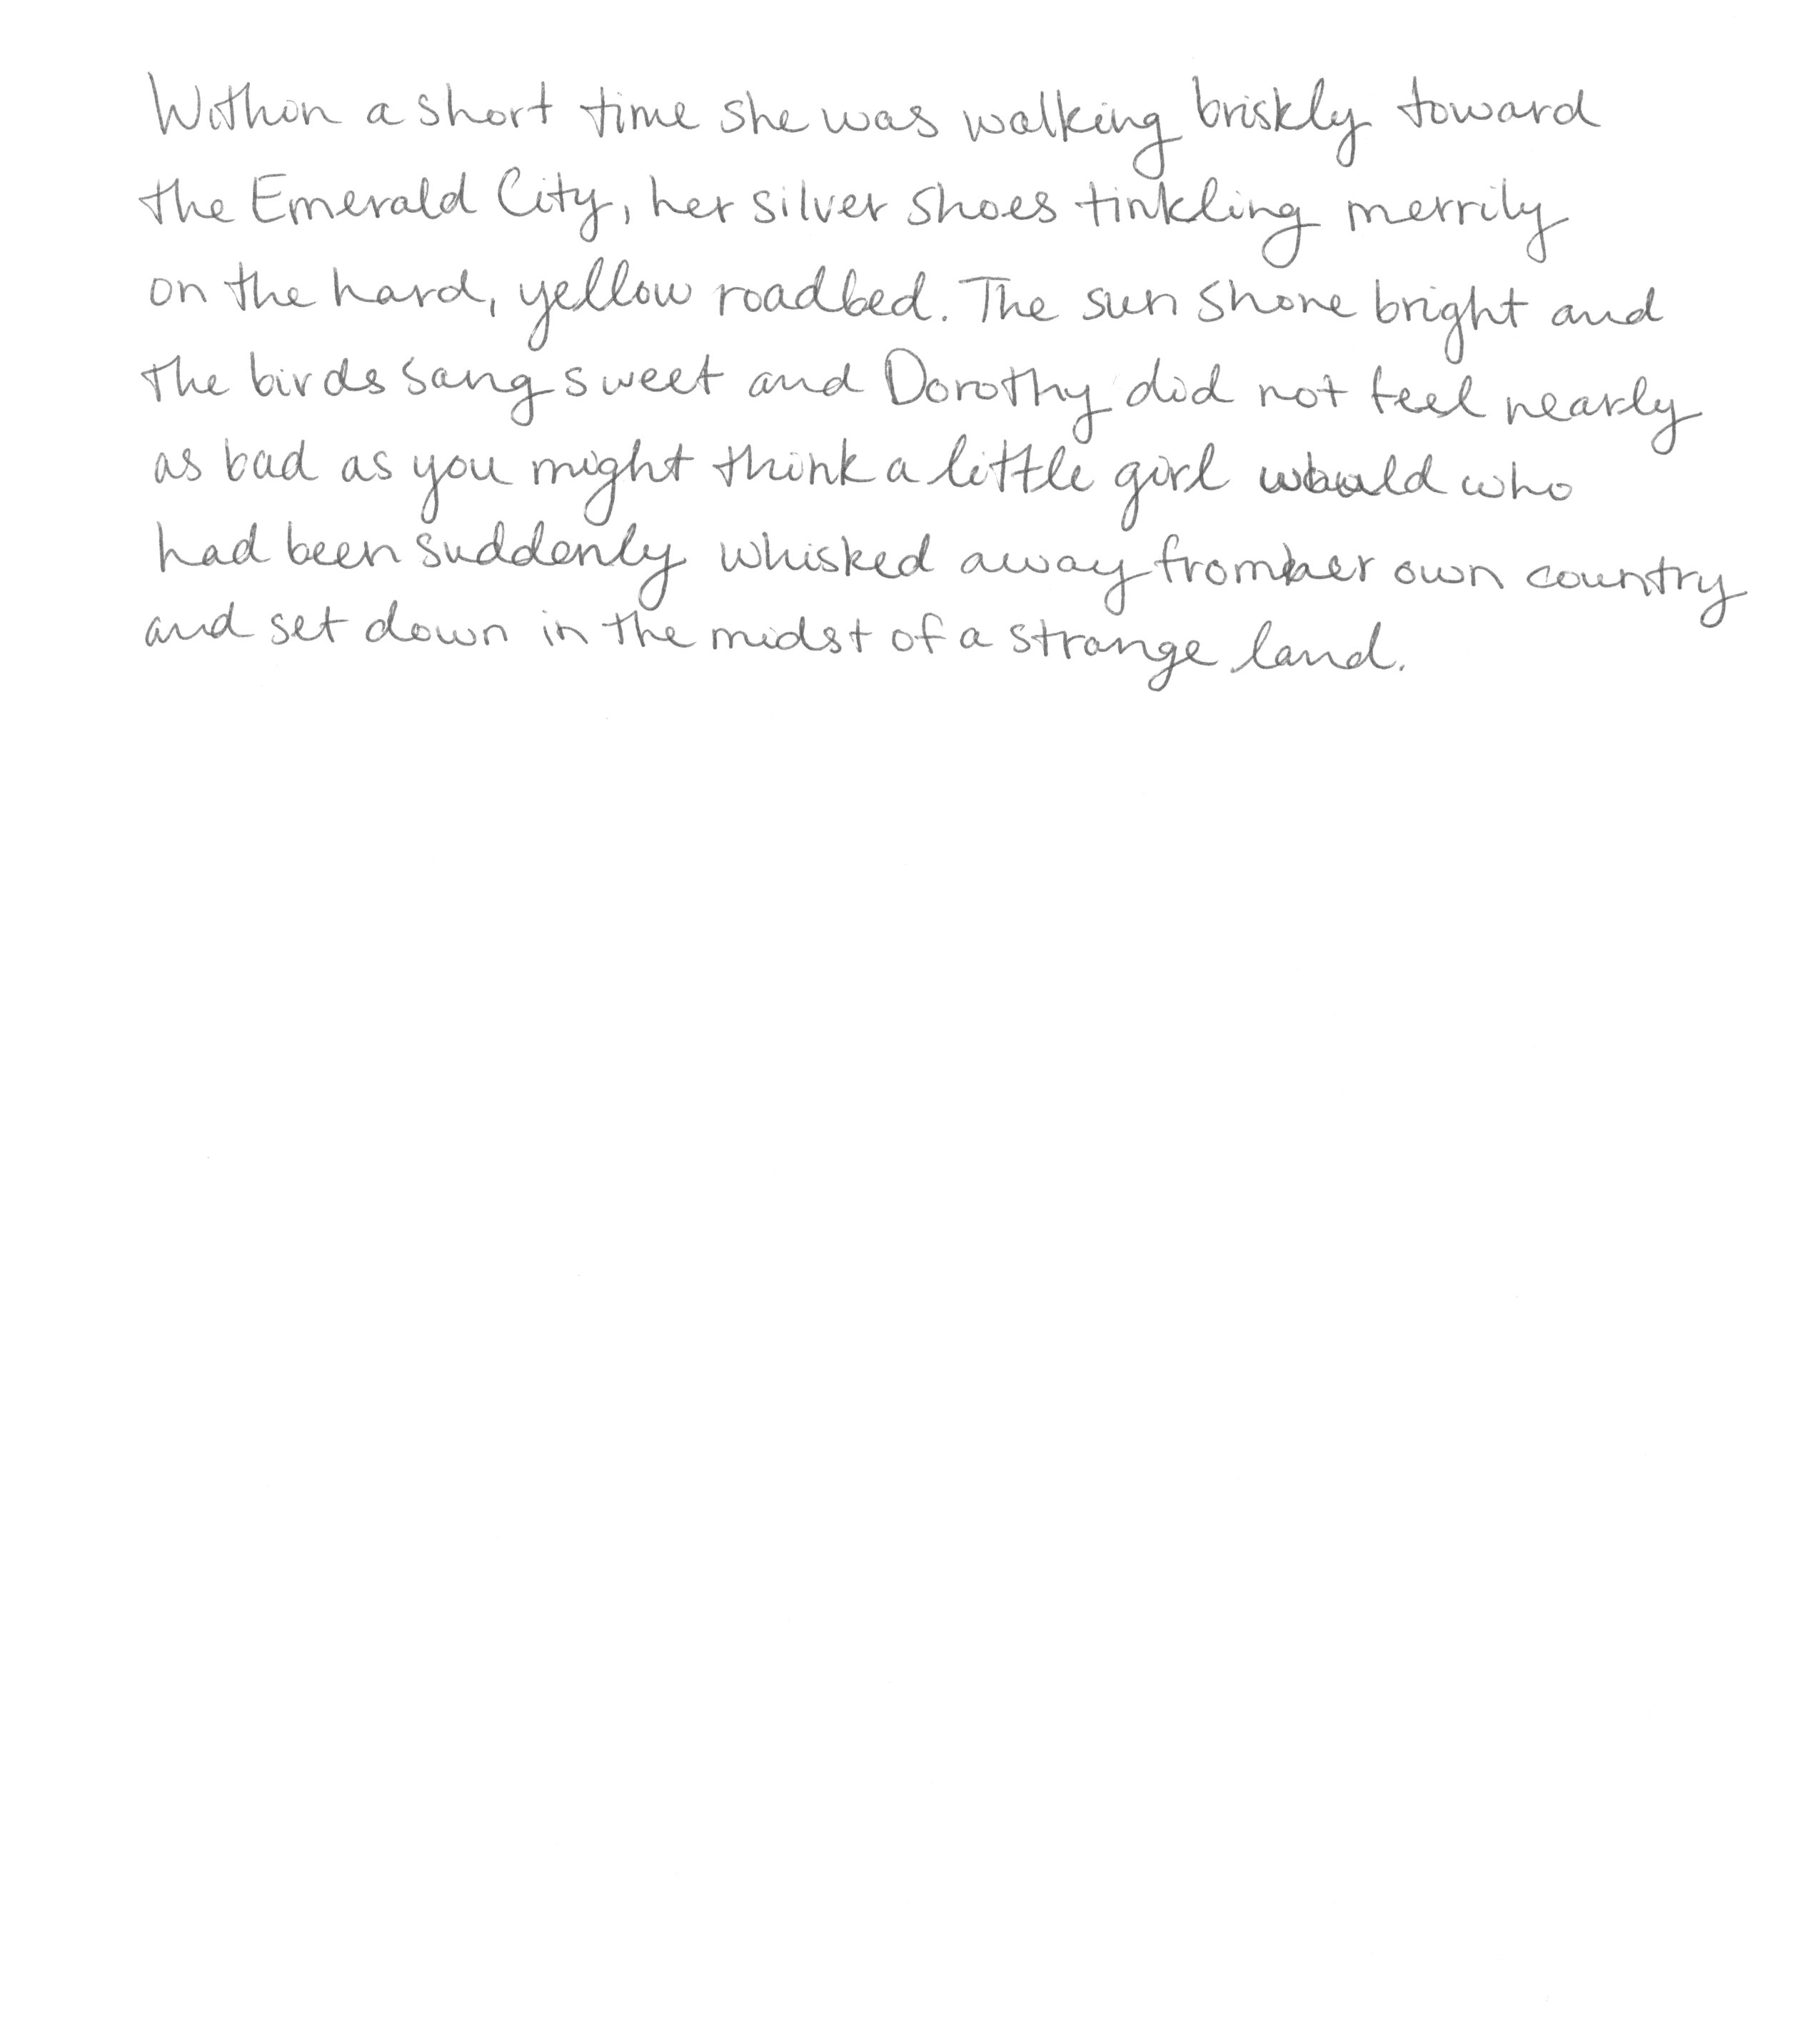 Within a short time she was walking briskly toward
the Emerald City, her silver shoes tinkling merrily
on the hard, yellow roadbed. The sun shone bright and
the birds sang sweet and Dorothy did not feel nearly
as bad as you might think a little girl would who
had been suddenly whisked away from her own country
and set down in the midst of a strange land.